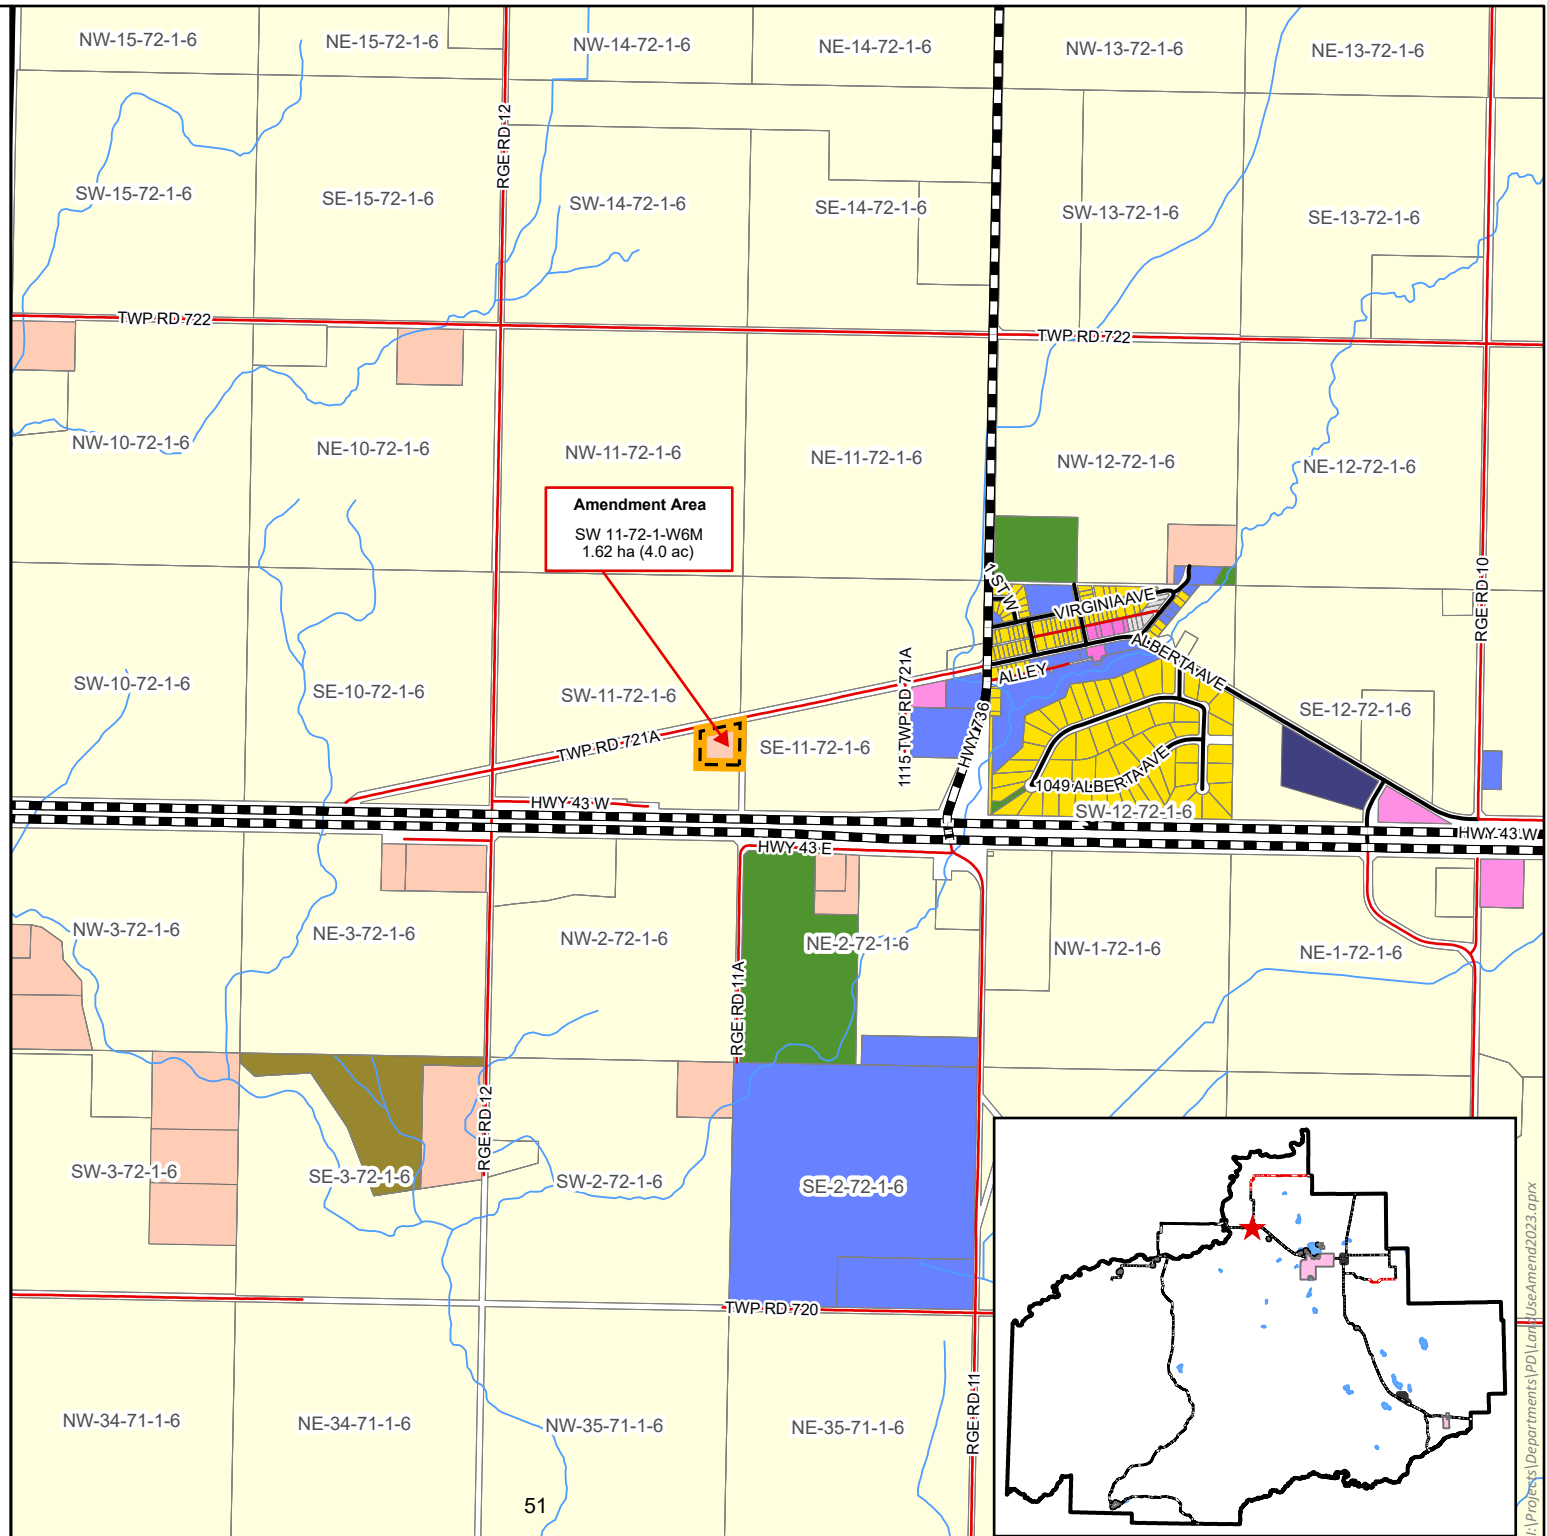 NW-15-72-1-6
NE-15-72-1-6
NW-14-72-1-6
NE-14-72-1-6
NW-13-72-1-6
NE-13-72-1-6
RGE RD 12
SW-15-72-1-6
SE-15-72-1-6
SW-14-72-1-6
SE-14-72-1-6
SW-13-72-1-6
SE-13-72-1-6
TWP RD 722
TWP RD 722
NW-10-72-1-6
NE-10-72-1-6
NW-11-72-1-6
NE-11-72-1-6
NW-12-72-1-6
NE-12-72-1-6
Amendment Area
SW 11-72-1-W6M
1.62 ha (4.0 ac)
1 ST W
VIRGINIA AVE
RGE RD 10
ALBERTA AVE
ALLEY
SW-10-72-1-6
SE-10-72-1-6
SW-11-72-1-6
1115 TWP RD 721A
SE-12-72-1-6
TWP RD 721A
SE-11-72-1-6
HWY 736
1049 ALBERTA AVE
HWY 43 W
SW-12-72-1-6
HWY 43 W
HWY 43 E
NW-3-72-1-6
NE-3-72-1-6
NW-2-72-1-6
NE-2-72-1-6
NW-1-72-1-6
NE-1-72-1-6
RGE RD 11A
RGE RD 12
SW-3-72-1-6
SE-3-72-1-6
SW-2-72-1-6
SE-2-72-1-6
TWP RD 720
NW-34-71-1-6
NE-34-71-1-6
NW-35-71-1-6
NE-35-71-1-6
RGE RD 11
51
I:\Projects\Departments\PD\LandUseAmend2023.aprx